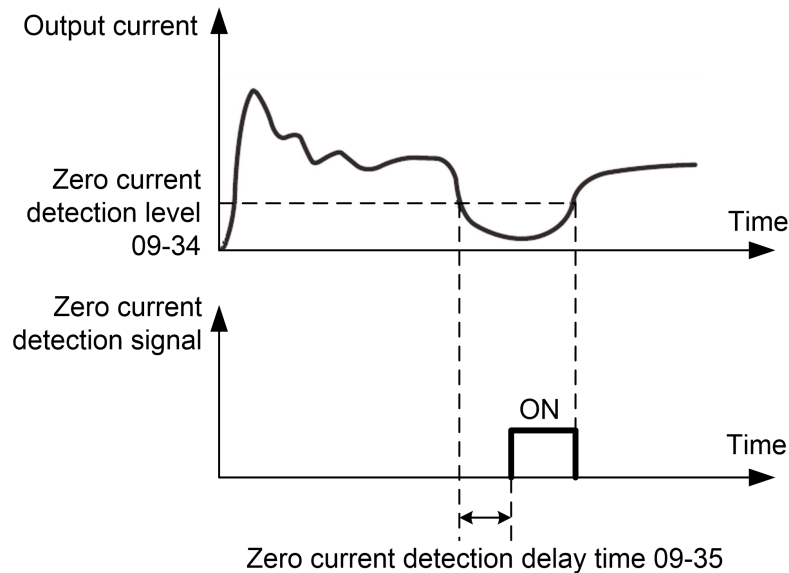 Output current
Zero current
detection level
09-34
Time
Zero current
detection signal
ON
Time
Zero current detection delay time 09-35